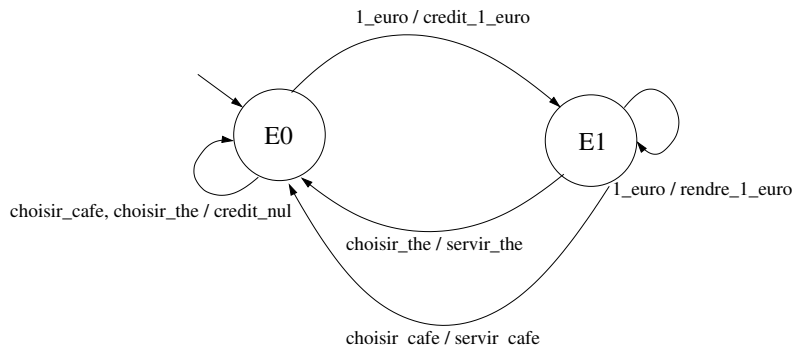 1_euro / credit_1_euro
E0
E1
1_euro / rendre_1_euro
choisir_cafe, choisir_the / credit_nul
choisir_the / servir_the
choisir_cafe / servir_cafe